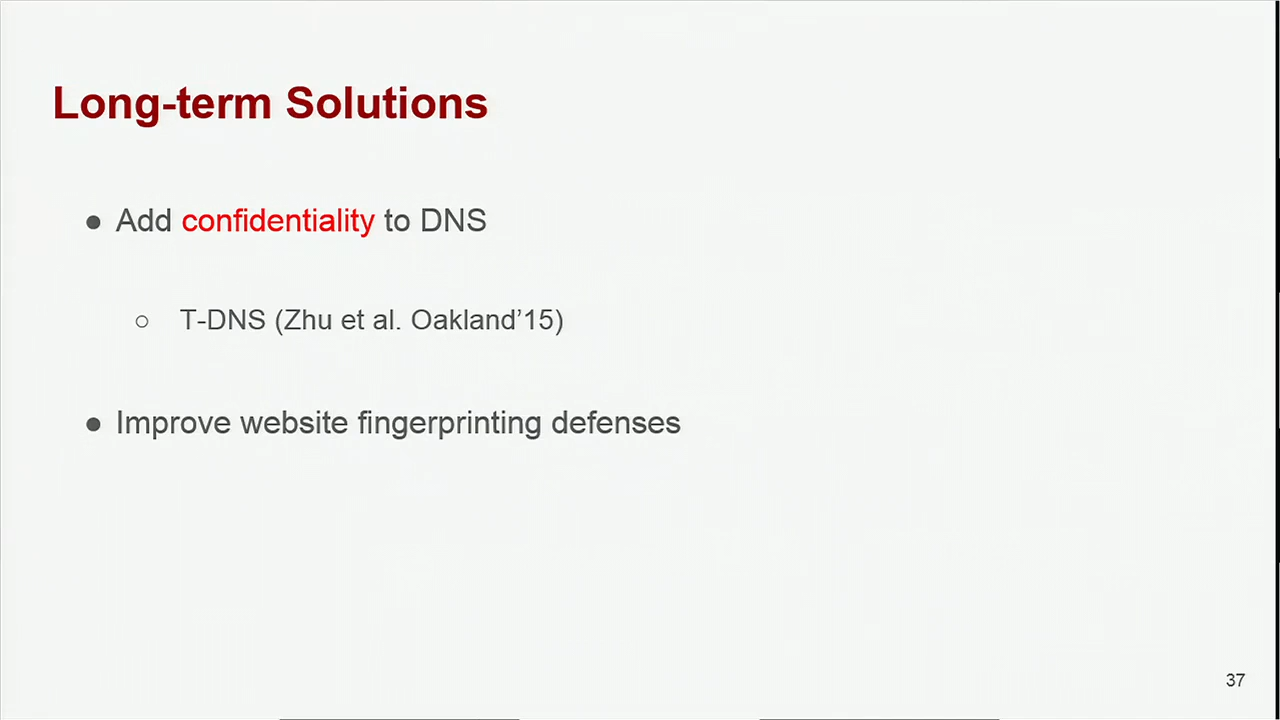 Long-term Solutions
● Add confidentiality to DNS
○ T-DNS (Zhu et al. Oakland’15)
● Improve website fingerprinting defenses
37